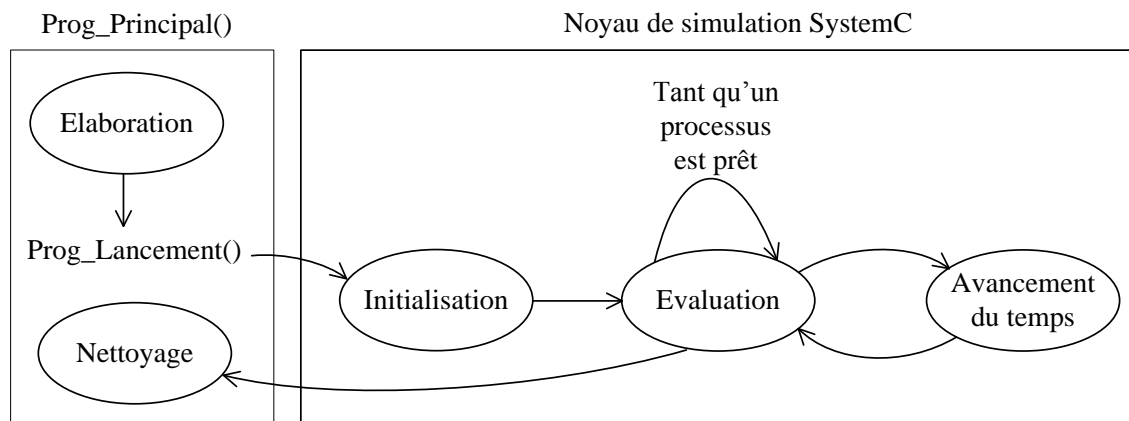 Prog_Principal()
Noyau de simulation SystemC
Elaboration
Tant qu’un
processus
est prêt
Prog_Lancement()
Initialisation
Evaluation
Avancement
du temps
Nettoyage